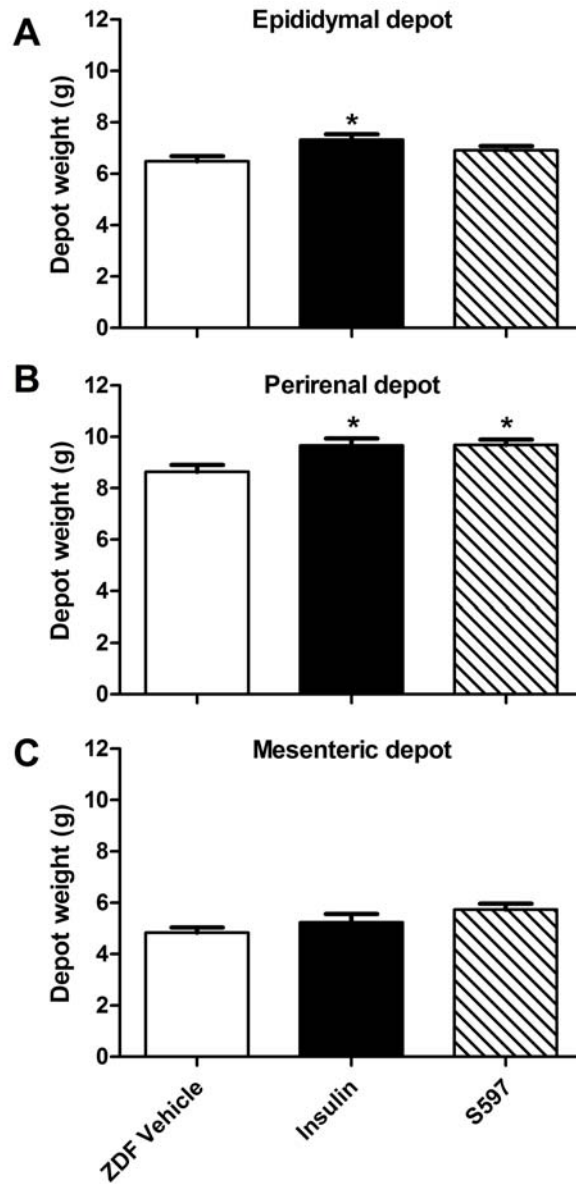 A
Epididymal depot
Depot weight (g)
12
10
8
6
4
2
0
*
B
Perirenal depot
Depot weight (g)
12
10
8
6
4
2
0
*
*
C
Mesenteric depot
Depot weight (g)
12
10
8
6
4
2
0
ZDF Vehicle
Insulin
S597